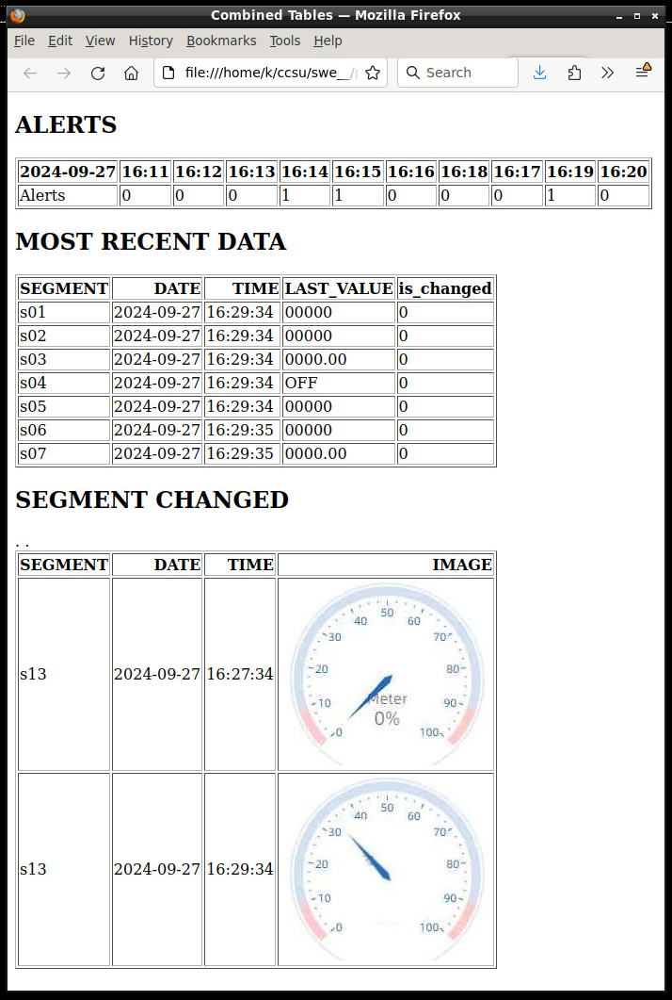 Combined Tables — Mozilla Firefox
File Edit View History Bookmarks Tools Help
file:///home/k/ccsu/swe__/ Search
ALERTS
2024-09-27 16:11 16:12 16:13 16:14 16:15 16:16 16:18 16:17 16:19 16:20
Alerts 0 0 0 1 1 0 0 0 1 0
MOST RECENT DATA
SEGMENT DATE TIME LAST_VALUE is_changed
s01 2024-09-27 16:29:34 00000 0
s02 2024-09-27 16:29:34 00000 0
s03 2024-09-27 16:29:34 0000.00 0
s04 2024-09-27 16:29:34 OFF 0
s05 2024-09-27 16:29:34 00000 0
s06 2024-09-27 16:29:35 00000 0
s07 2024-09-27 16:29:35 0000.00 0
SEGMENT CHANGED
. .
SEGMENT DATE TIME IMAGE
s13 2024-09-27 16:27:34
0 10 20 30 40 50 60 70 80 90 100
Meter
0%
s13 2024-09-27 16:29:34
0 10 20 30 40 50 60 70 80 90 100